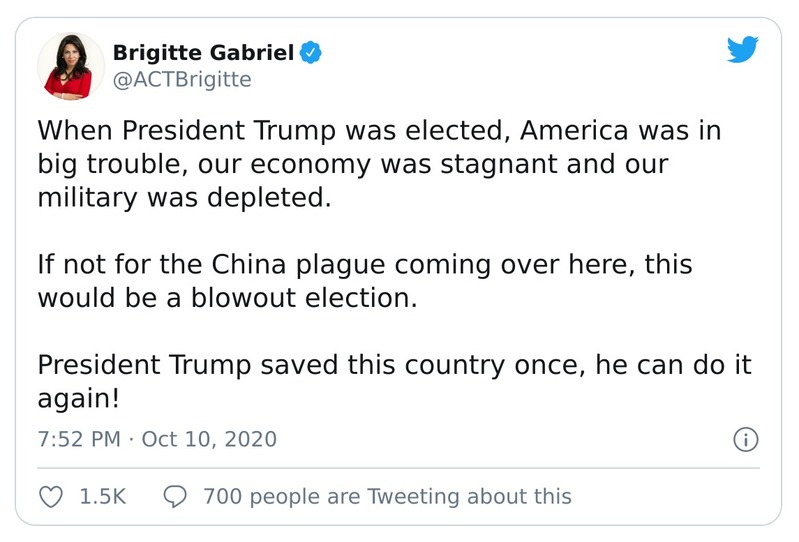 Brigitte Gabriel
@ACTBrigitte
When President Trump was elected, America was in
big trouble, our economy was stagnant and our
military was depleted.
If not for the China plague coming over here, this
would be a blowout election.
President Trump saved this country once, he can do it
again!
7:52 PM · Oct 10, 2020
1.5K 700 people are Tweeting about this